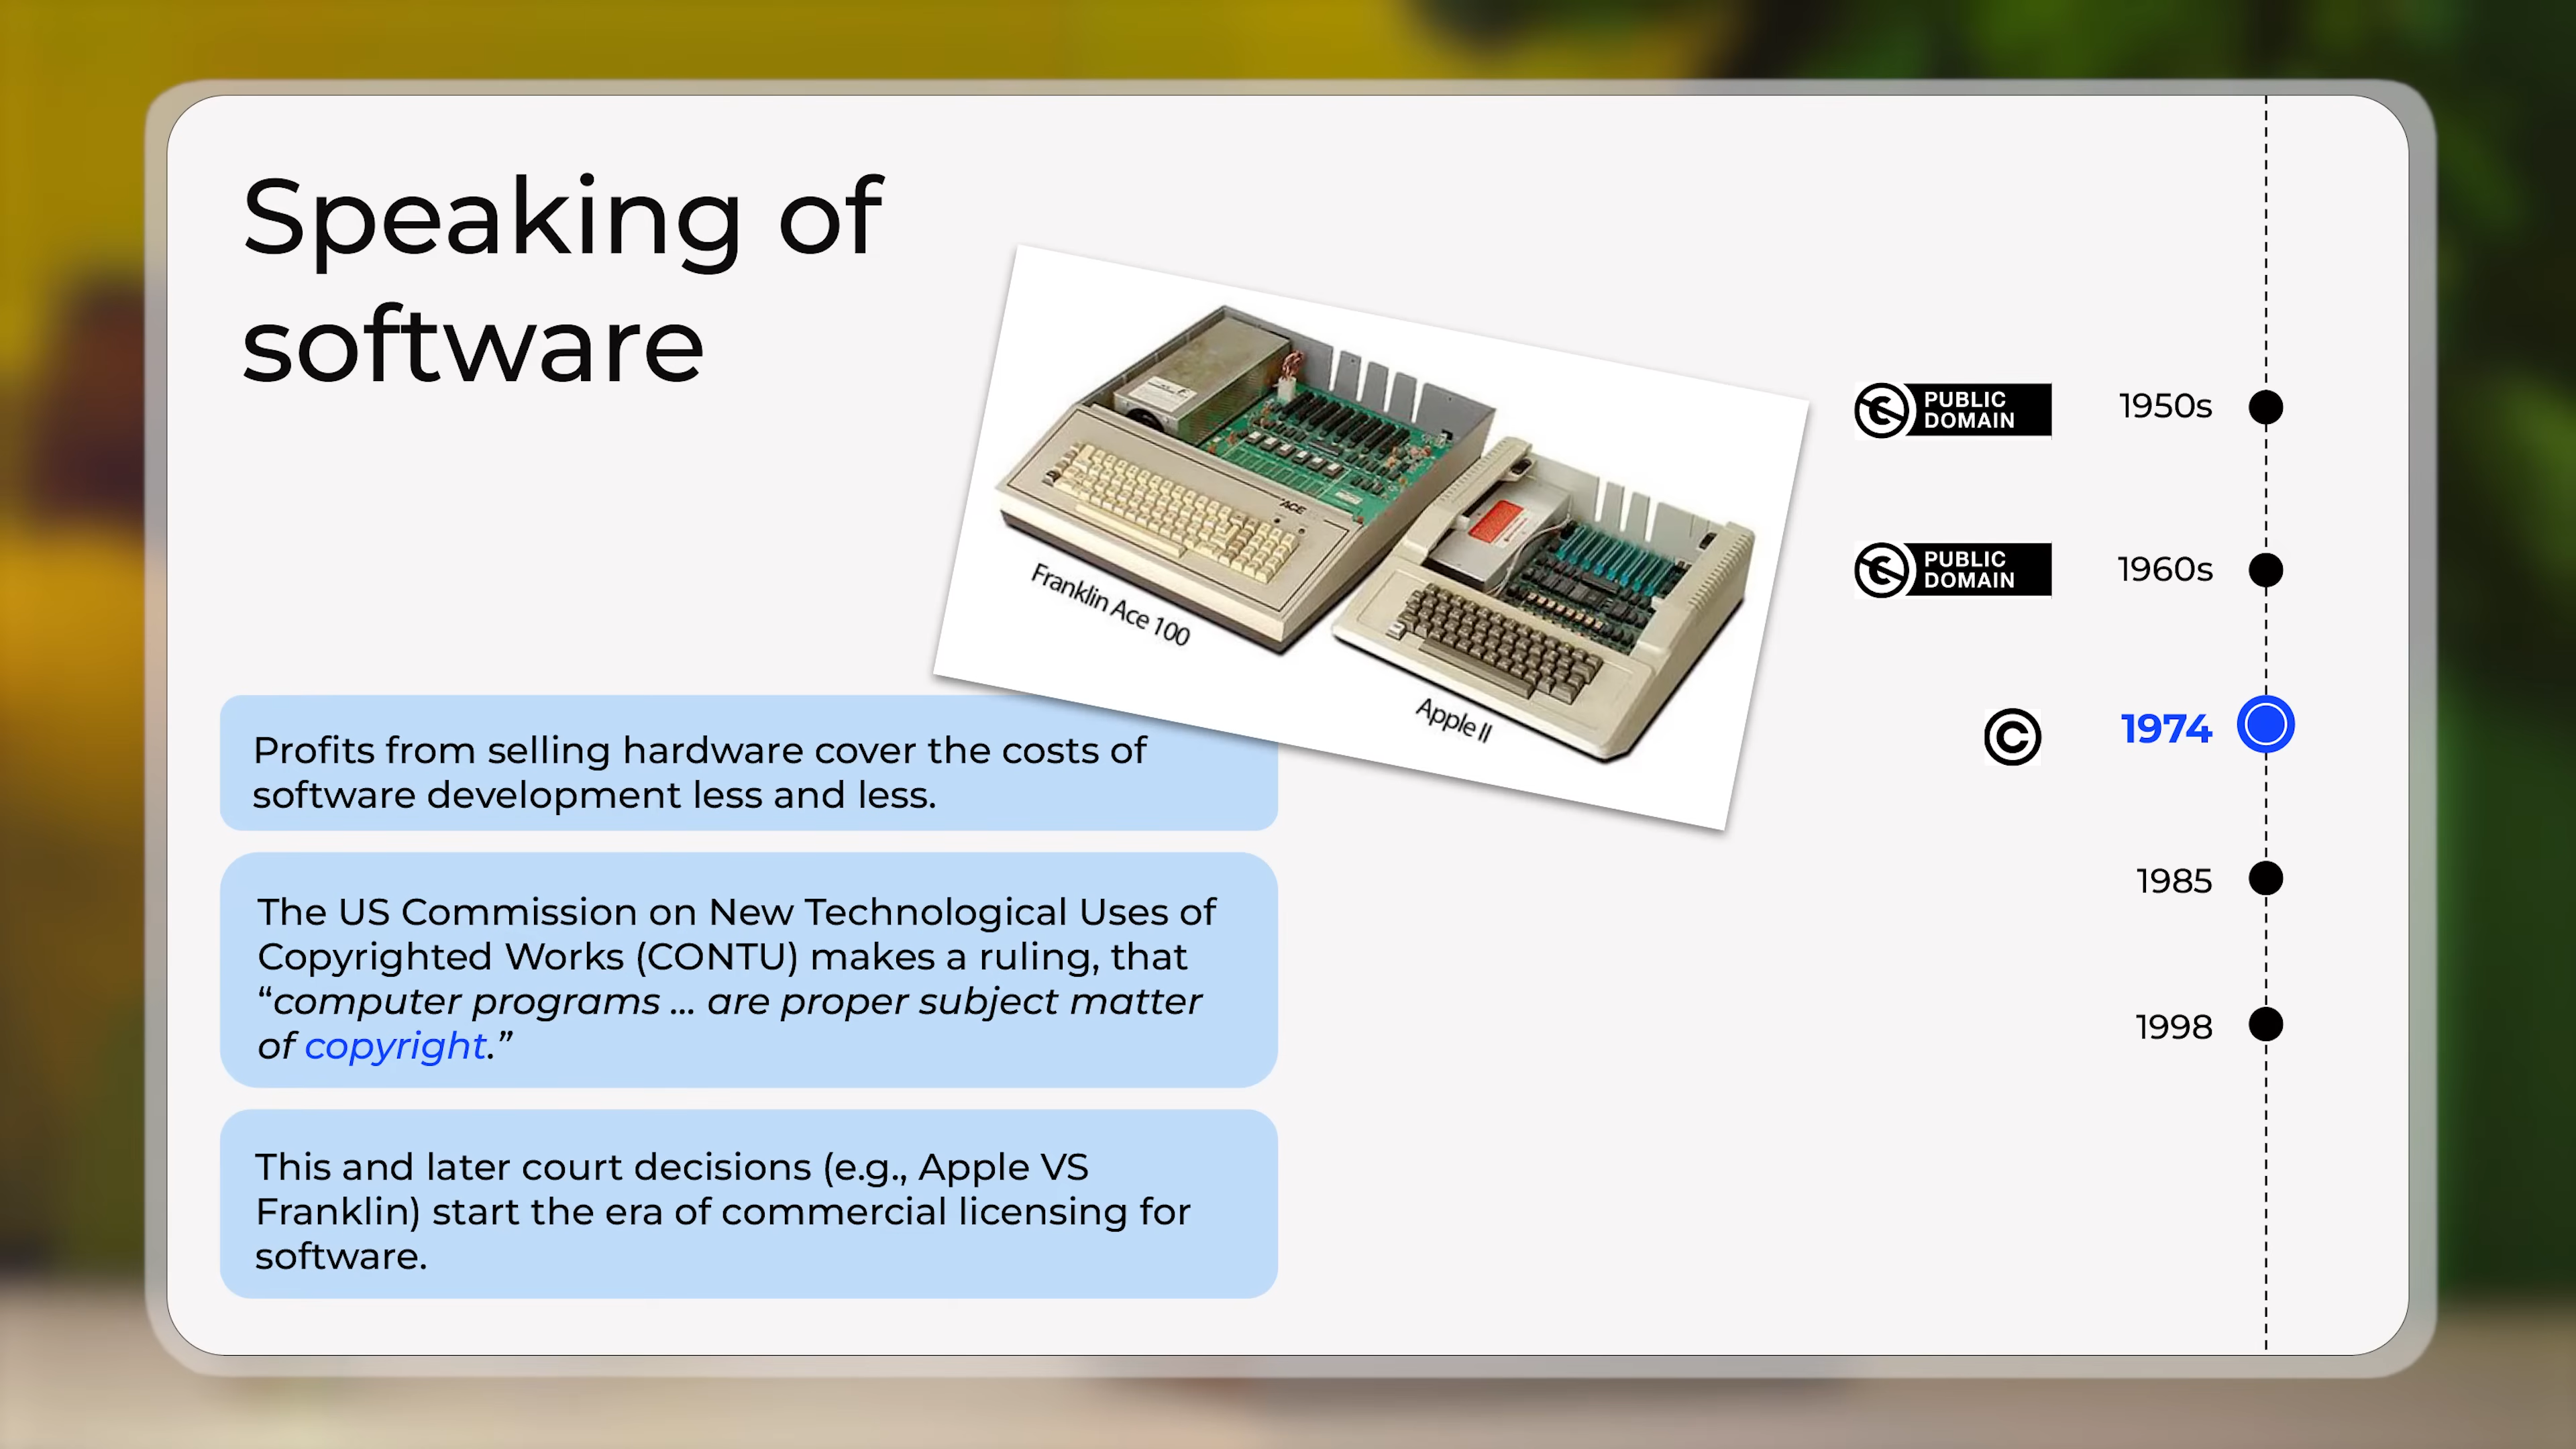 Speaking of
software
ACE
Franklin Ace 100
Apple II
Profits from selling hardware cover the costs of
software development less and less.
The US Commission on New Technological Uses of
Copyrighted Works (CONTU) makes a ruling, that
“computer programs ... are proper subject matter
of copyright.”
This and later court decisions (e.g., Apple VS
Franklin) start the era of commercial licensing for
software.
PUBLIC
DOMAIN
1950s
PUBLIC
DOMAIN
1960s
© 1974
1985
1998